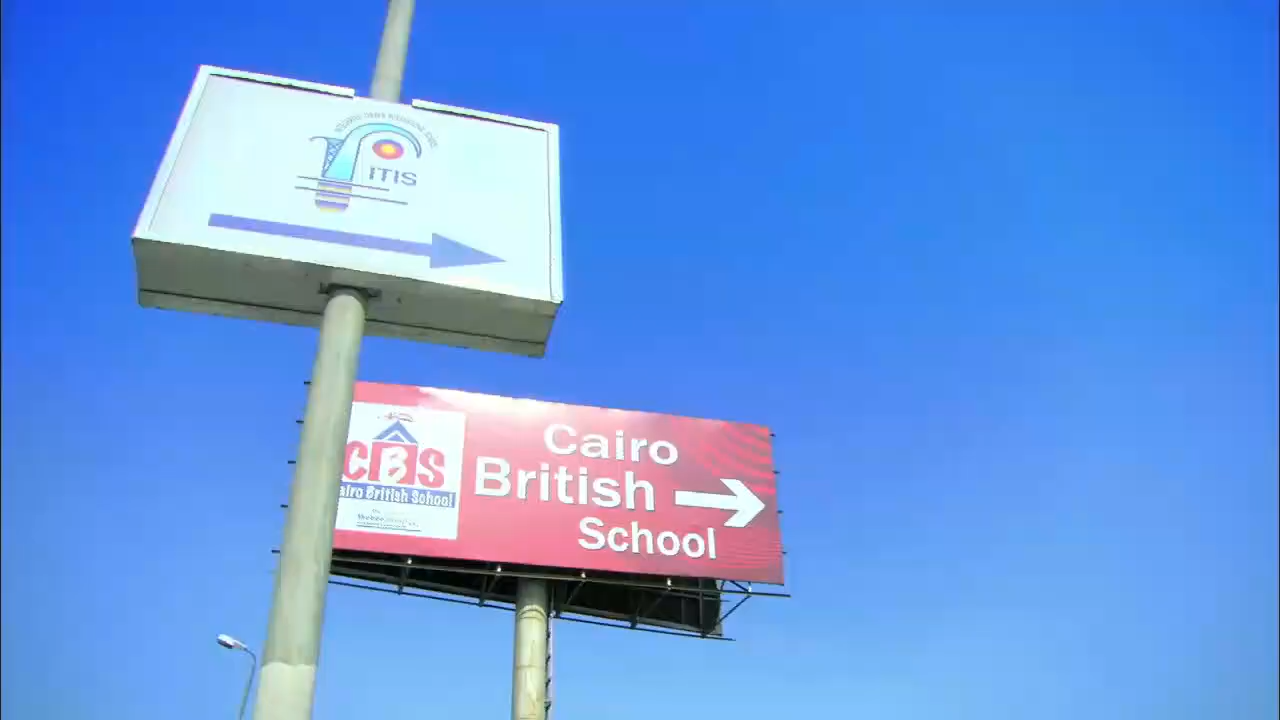 ITIS
CBS
Cairo British School
Cairo
British
School